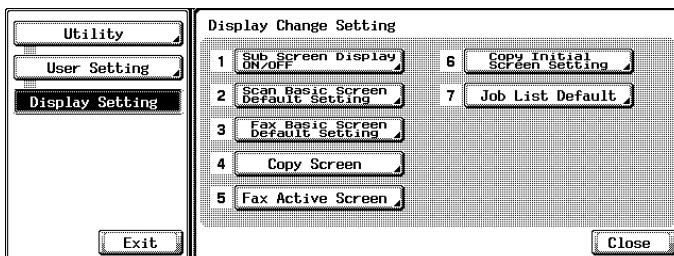 Utility
User Setting
Display Setting
Exit
Display Change Setting
1 Sub Screen Display
ON/OFF
2 Scan Basic Screen
Default Setting
3 Fax Basic Screen
Default Setting
4 Copy Screen
5 Fax Active Screen
6 Copy Initial
Screen Setting
7 Job List Default
Close